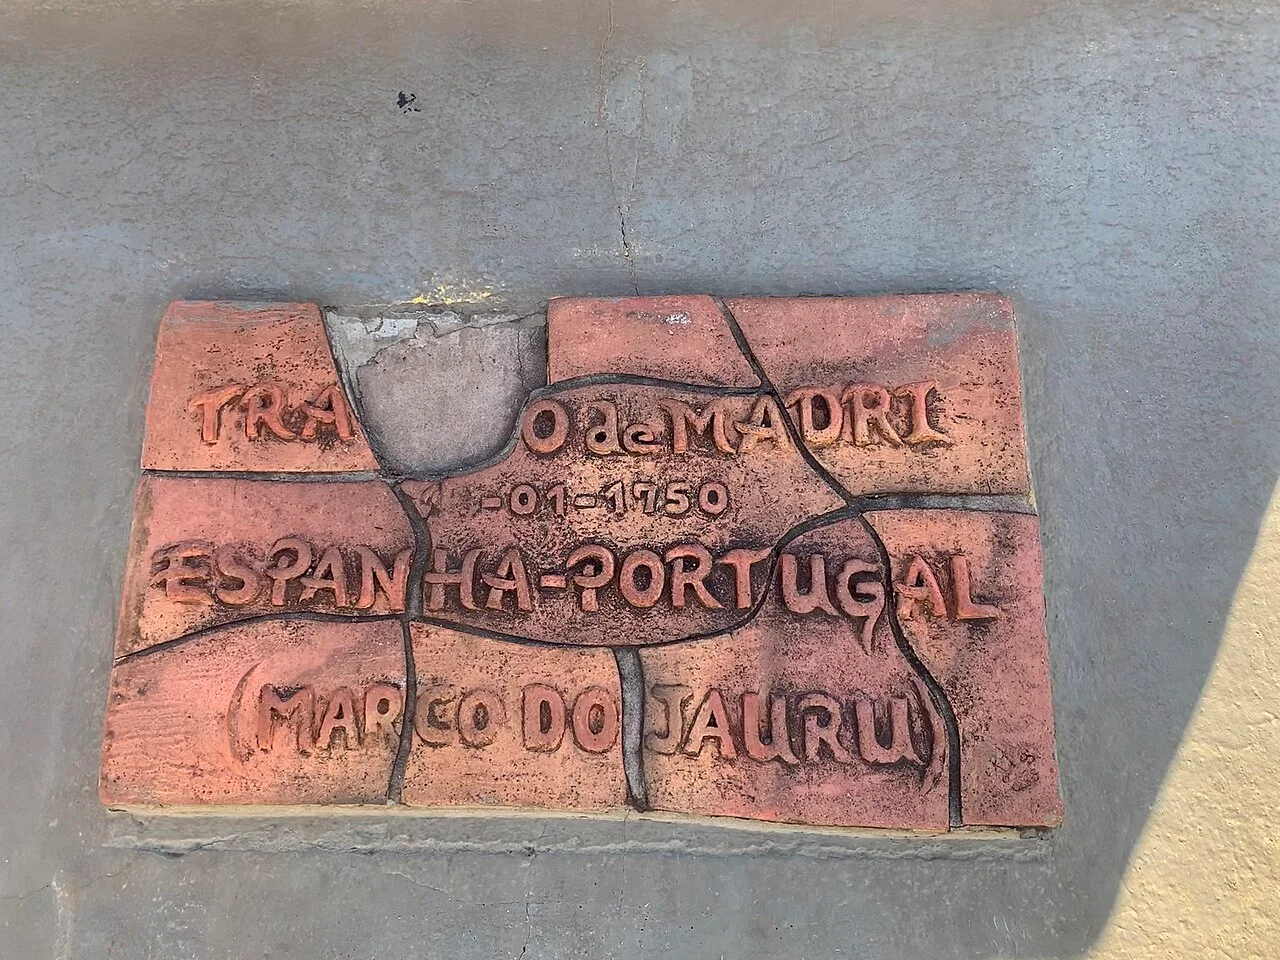 TRA O de MADRI
-01-1750
ESPANHA-PORTUGAL
(MARCO DO JAURU)